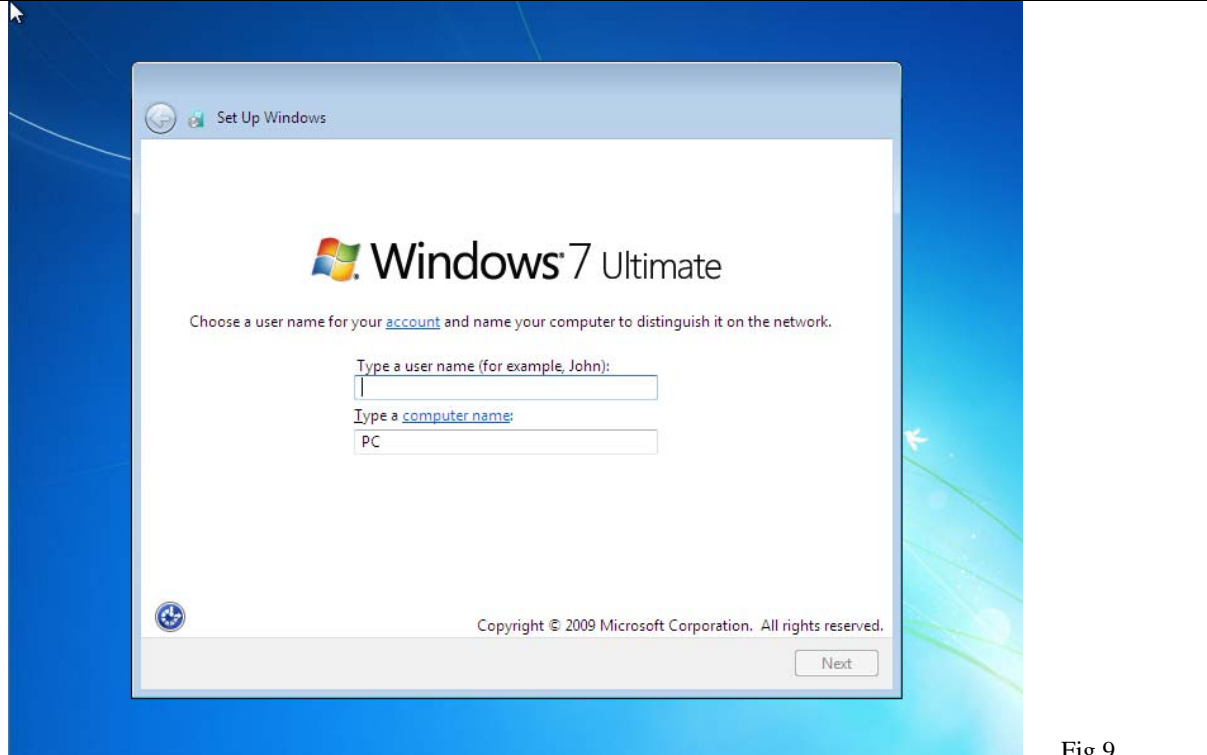 Set Up Windows
Windows® 7 Ultimate
Choose a user name for your account and name your computer to distinguish it on the network.
Type a user name (for example, John):
Type a computer name:
PC
Copyright © 2009 Microsoft Corporation. All rights reserved.
Next
Fig 9